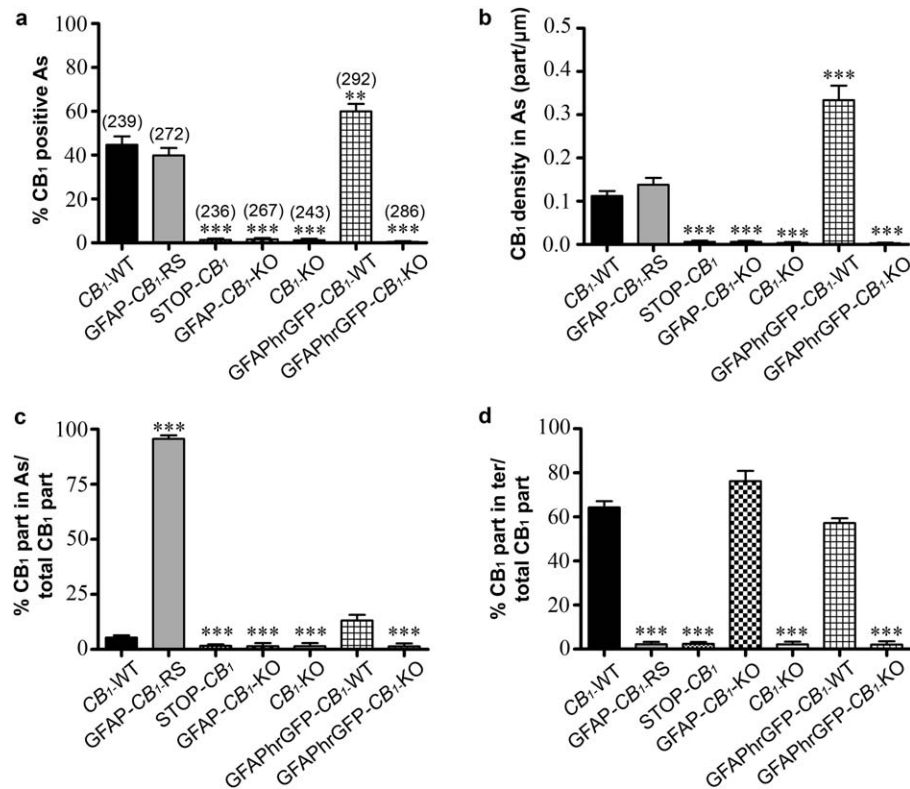 a
% CB₁ positive As
100
80
60
40
20
0
(239)
(272)
(236)
***
(267)
***
(243)
***
(292)
**
(286)
***
CB₁-WT
GFAP-CB₁-RS
STOP-CB₁
GFAP-CB₁-KO
CB₁-KO
GFAPhrGFP-CB₁-WT
GFAPhrGFP-CB₁-KO
b
CB₁ density in As (part/µm)
0.5
0.4
0.3
0.2
0.1
0.0
***
***
***
***
***
CB₁-WT
GFAP-CB₁-RS
STOP-CB₁
GFAP-CB₁-KO
CB₁-KO
GFAPhrGFP-CB₁-WT
GFAPhrGFP-CB₁-KO
c
% CB₁ part in As/
total CB₁ part
100
75
50
25
0
***
***
***
***
***
CB₁-WT
GFAP-CB₁-RS
STOP-CB₁
GFAP-CB₁-KO
CB₁-KO
GFAPhrGFP-CB₁-WT
GFAPhrGFP-CB₁-KO
d
% CB₁ part in ter/
total CB₁ part
100
80
60
40
20
0
***
***
***
***
CB₁-WT
GFAP-CB₁-RS
STOP-CB₁
GFAP-CB₁-KO
CB₁-KO
GFAPhrGFP-CB₁-WT
GFAPhrGFP-CB₁-KO